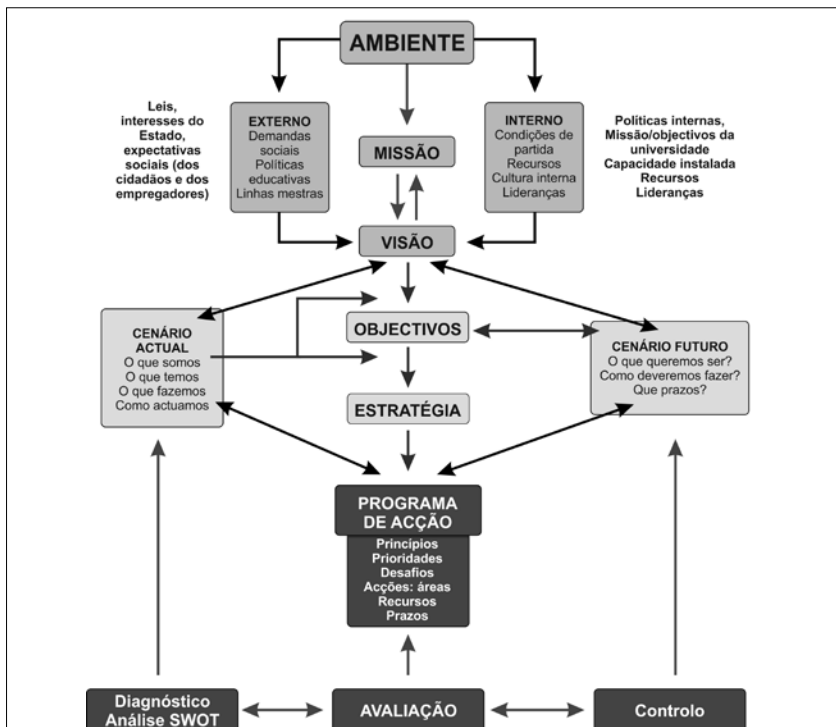 AMBIENTE
Leis,
interesses do
Estado,
expectativas
sociais (dos
cidadãos e dos
empregadores)
EXTERNO
Demandas
sociais
Políticas
educativas
Linhas mestras
MISSÃO
INTERNO
Condições de
partida
Recursos
Cultura interna
Lideranças
Políticas internas,
Missão/objectivos da
universidade
Capacidade instalada
Recursos
Lideranças
VISÃO
CENÁRIO
ACTUAL
O que somos
O que temos
O que fazemos
Como actuamos
OBJECTIVOS
CENÁRIO FUTURO
O que queremos ser?
Como deveremos fazer?
Que prazos?
ESTRATÉGIA
PROGRAMA
DE ACÇÃO
Princípios
Prioridades
Desafios
Acções: áreas
Recursos
Prazos
Diagnóstico
Análise SWOT
AVALIAÇÃO
Controlo